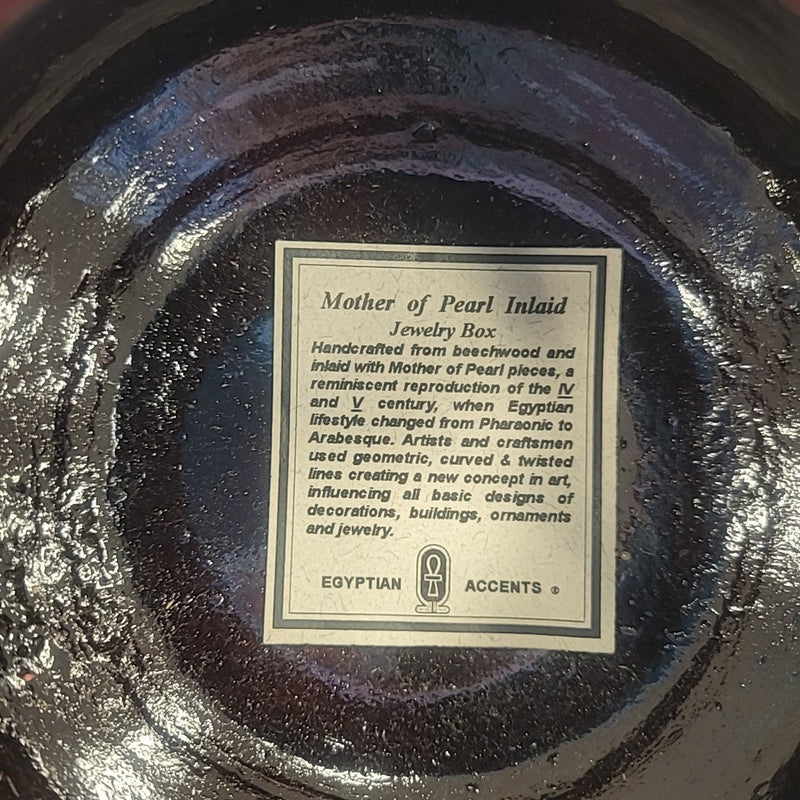 Mother of Pearl Inlaid
Jewelry Box
Handcrafted from beechwood and
inlaid with Mother of Pearl pieces, a
reminiscent reproduction of the IV
and V century, when Egyptian
lifestyle changed from Pharaonic to
Arabesque. Artists and craftsmen
used geometric, curved & twisted
lines creating a new concept in art,
influencing all basic designs of
decorations, buildings, ornaments
and jewelry.
EGYPTIAN ACCENTS ®